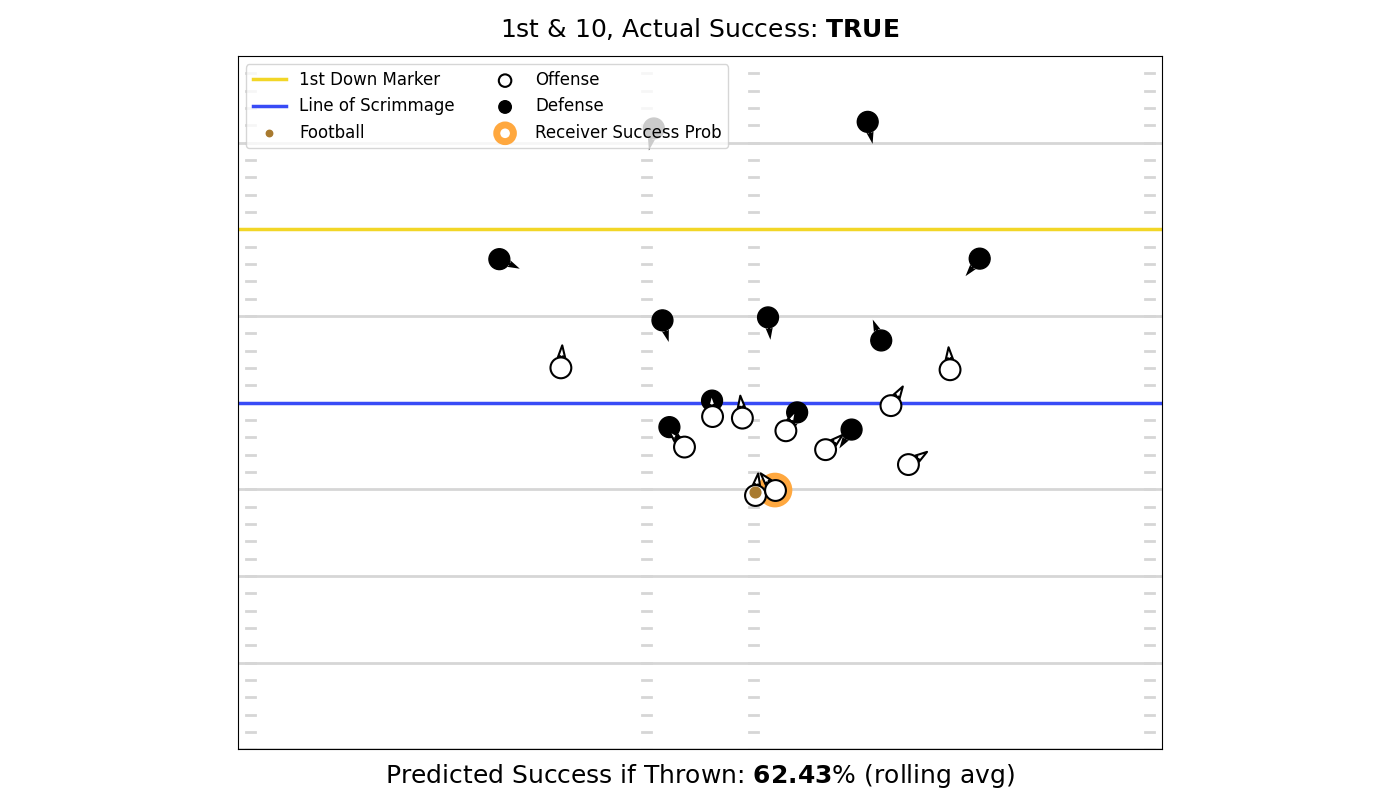 1st & 10, Actual Success: TRUE
1st Down Marker
Line of Scrimmage
Football
Offense
Defense
Receiver Success Prob
Predicted Success if Thrown: 62.43% (rolling avg)